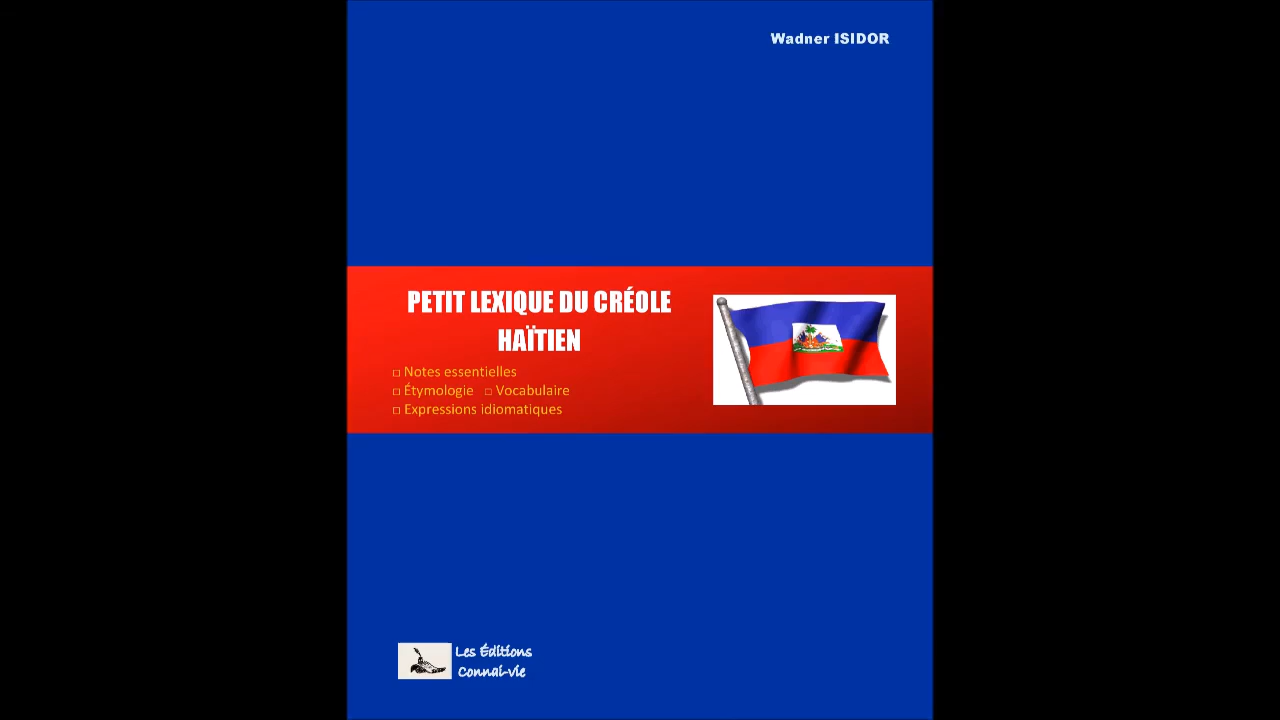 Wadner ISIDOR
PETIT LEXIQUE DU CRÉOLE
HAÏTIEN
□ Notes essentielles
□ Étymologie □ Vocabulaire
□ Expressions idiomatiques
Les Éditions
Connai-vie